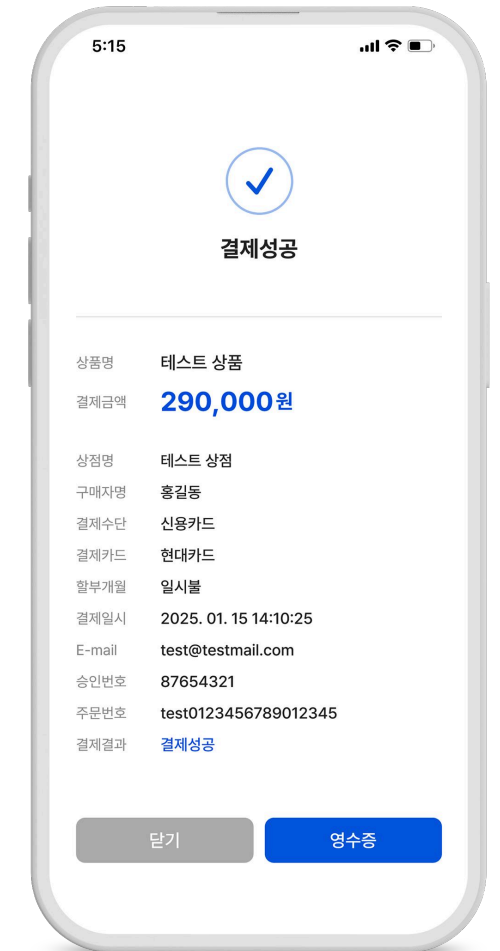 5:15
결제성공
상품명 테스트 상품
결제금액 290,000원
상점명 테스트 상점
구매자명 홍길동
결제수단 신용카드
결제카드 현대카드
할부개월 일시불
결제일시 2025. 01. 15 14:10:25
E-mail test@testmail.com
승인번호 87654321
주문번호 test0123456789012345
결제결과 결제성공
닫기 영수증